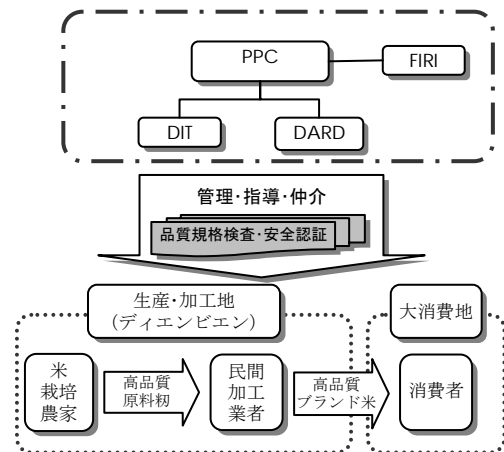 PPC
FIRI
DIT
DARD
管理・指導・仲介
品質規格検査・安全認証
生産・加工地
(ディエンビエン)
大消費地
米
栽培
農家
高品質
原料籾
民間
加工
業者
高品質
ブランド米
消費者